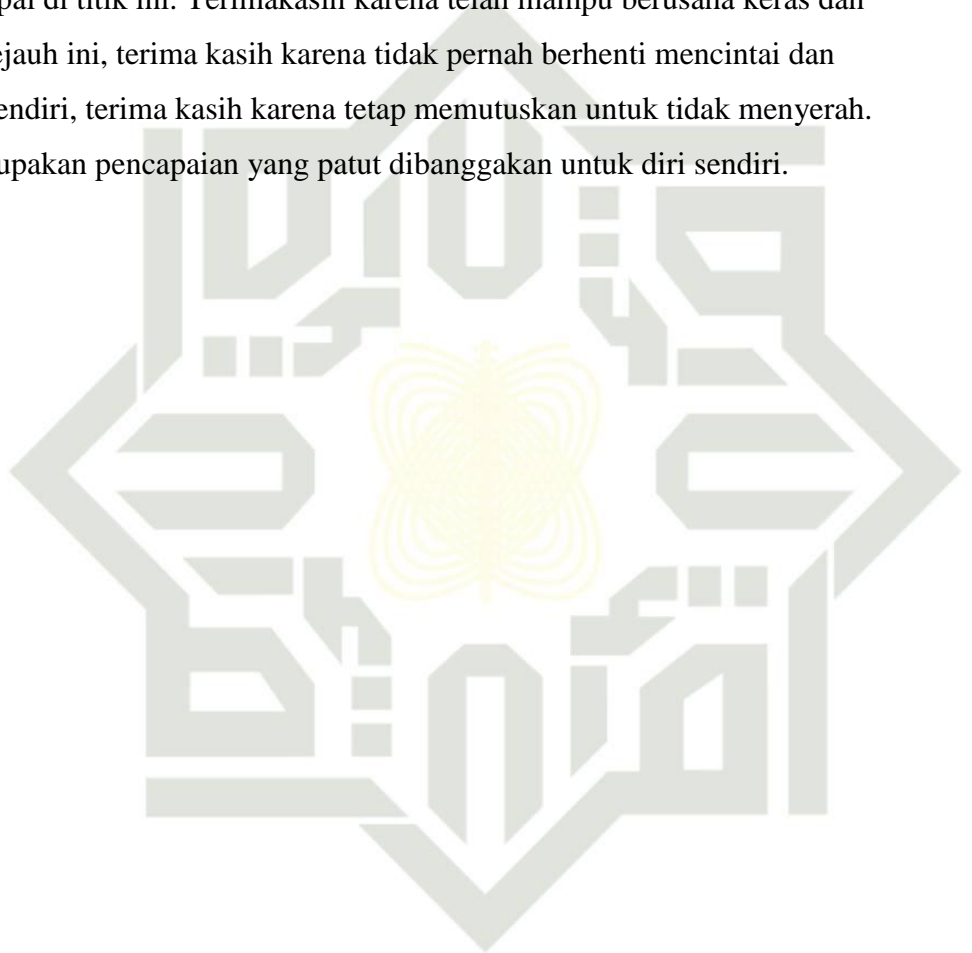 di titik ini. Terimakasih karena telah mampu berusaha keras dan
ejauh ini, terima kasih karena tidak pernah berhenti mencintai dan
endiri, terima kasih karena tetap memutuskan untuk tidak menyerah.
upakan pencapaian yang patut dibanggakan untuk diri sendiri.